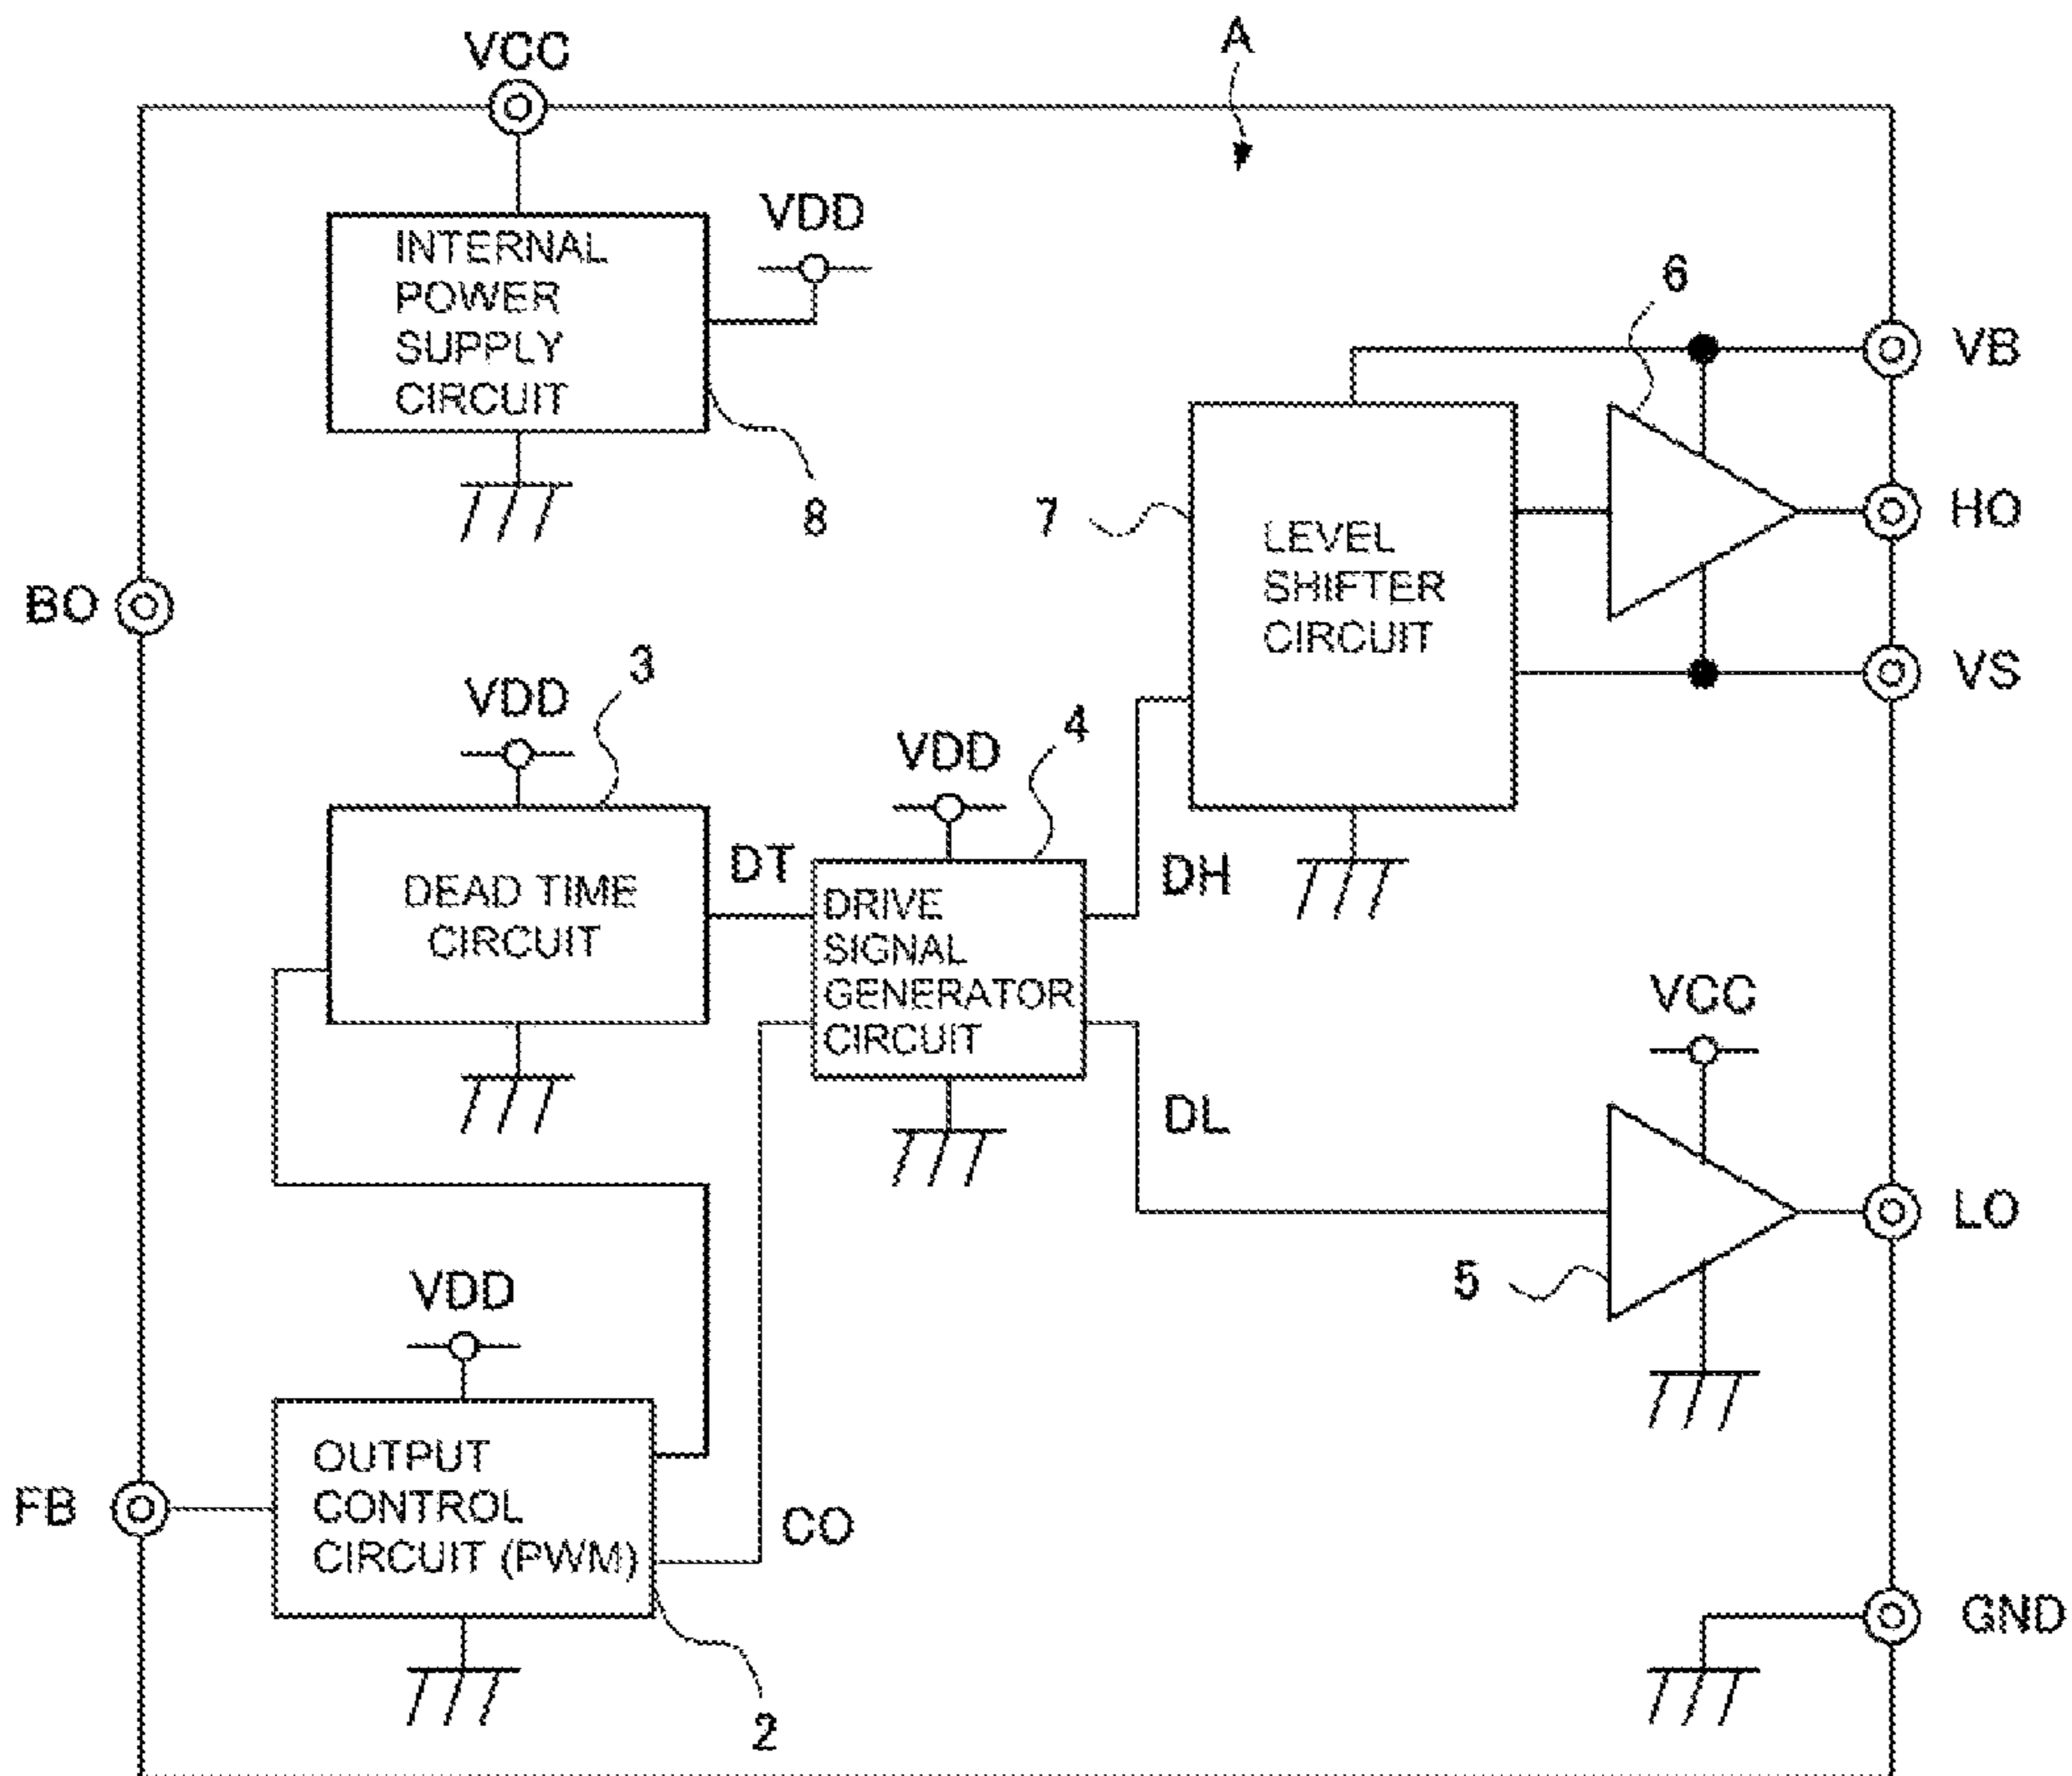 A
VCC
VDD
INTERNAL
POWER
SUPPLY
CIRCUIT
8
6
VB
HO
VS
7
LEVEL
SHIFTER
CIRCUIT
BO
3
VDD
DEAD TIME
CIRCUIT
DT
4
VDD
DRIVE
SIGNAL
GENERATOR
CIRCUIT
DH
DL
VCC
5
LO
VDD
FB
OUTPUT
CONTROL
CIRCUIT (PWM)
CO
2
GND